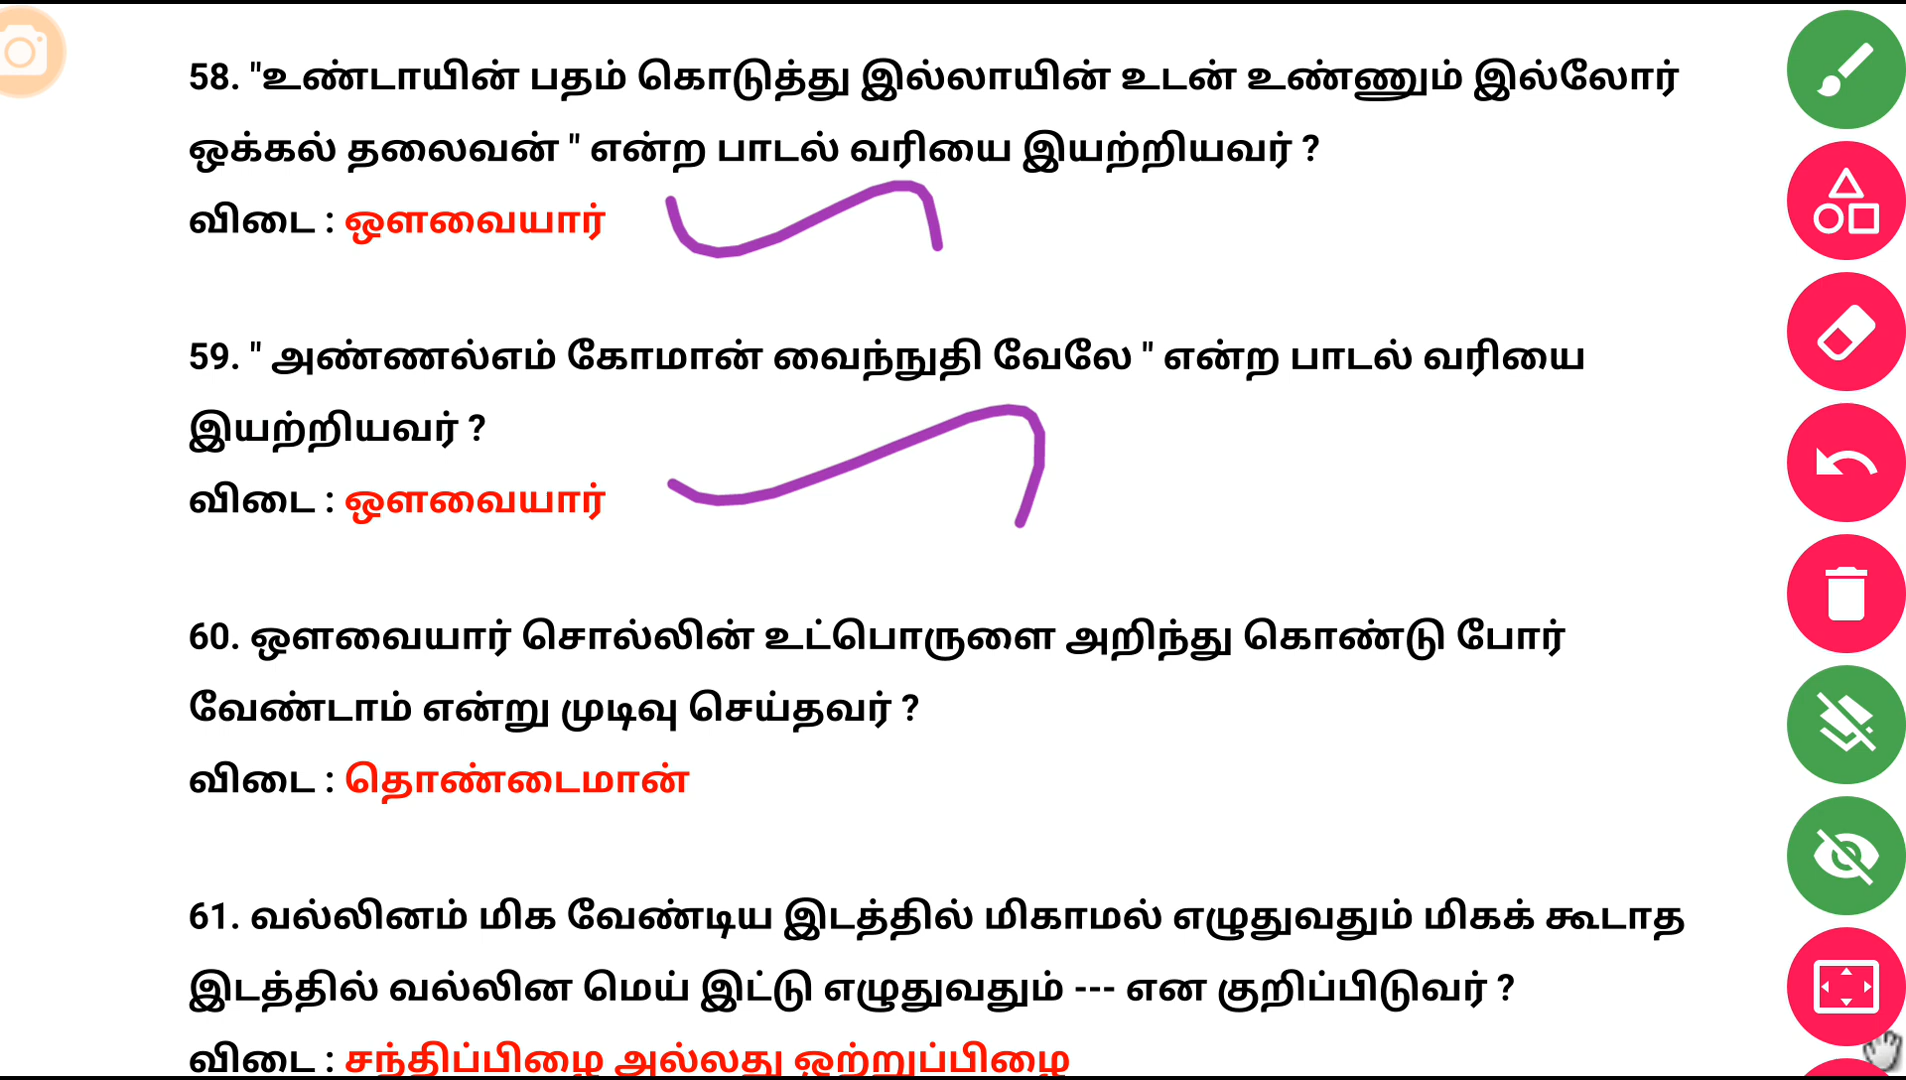 58. "உண்டாயின் பதம் கொடுத்து இல்லாயின் உடன் உண்ணும் இல்லோர்
ஒக்கல் தலைவன் " என்ற பாடல் வரியை இயற்றியவர் ?
விடை : ஔவையார்
59. " அண்ணல்எம் கோமான் வைந்நுதி வேலே " என்ற பாடல் வரியை
இயற்றியவர் ?
விடை : ஔவையார்
60. ஔவையார் சொல்லின் உட்பொருளை அறிந்து கொண்டு போர்
வேண்டாம் என்று முடிவு செய்தவர் ?
விடை : தொண்டைமான்
61. வல்லினம் மிக வேண்டிய இடத்தில் மிகாமல் எழுதுவதும் மிகக் கூடாத
இடத்தில் வல்லின மெய் இட்டு எழுதுவதும் --- என குறிப்பிடுவர் ?
விடை : சந்திப்பிழை அல்லது ஒற்றுப்பிழை